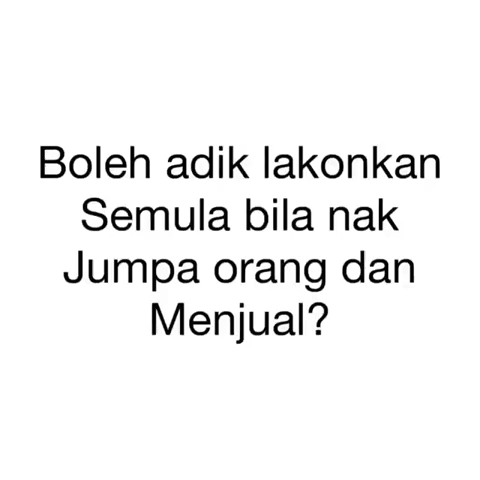 Boleh adik lakonkan
Semula bila nak
Jumpa orang dan
Menjual?